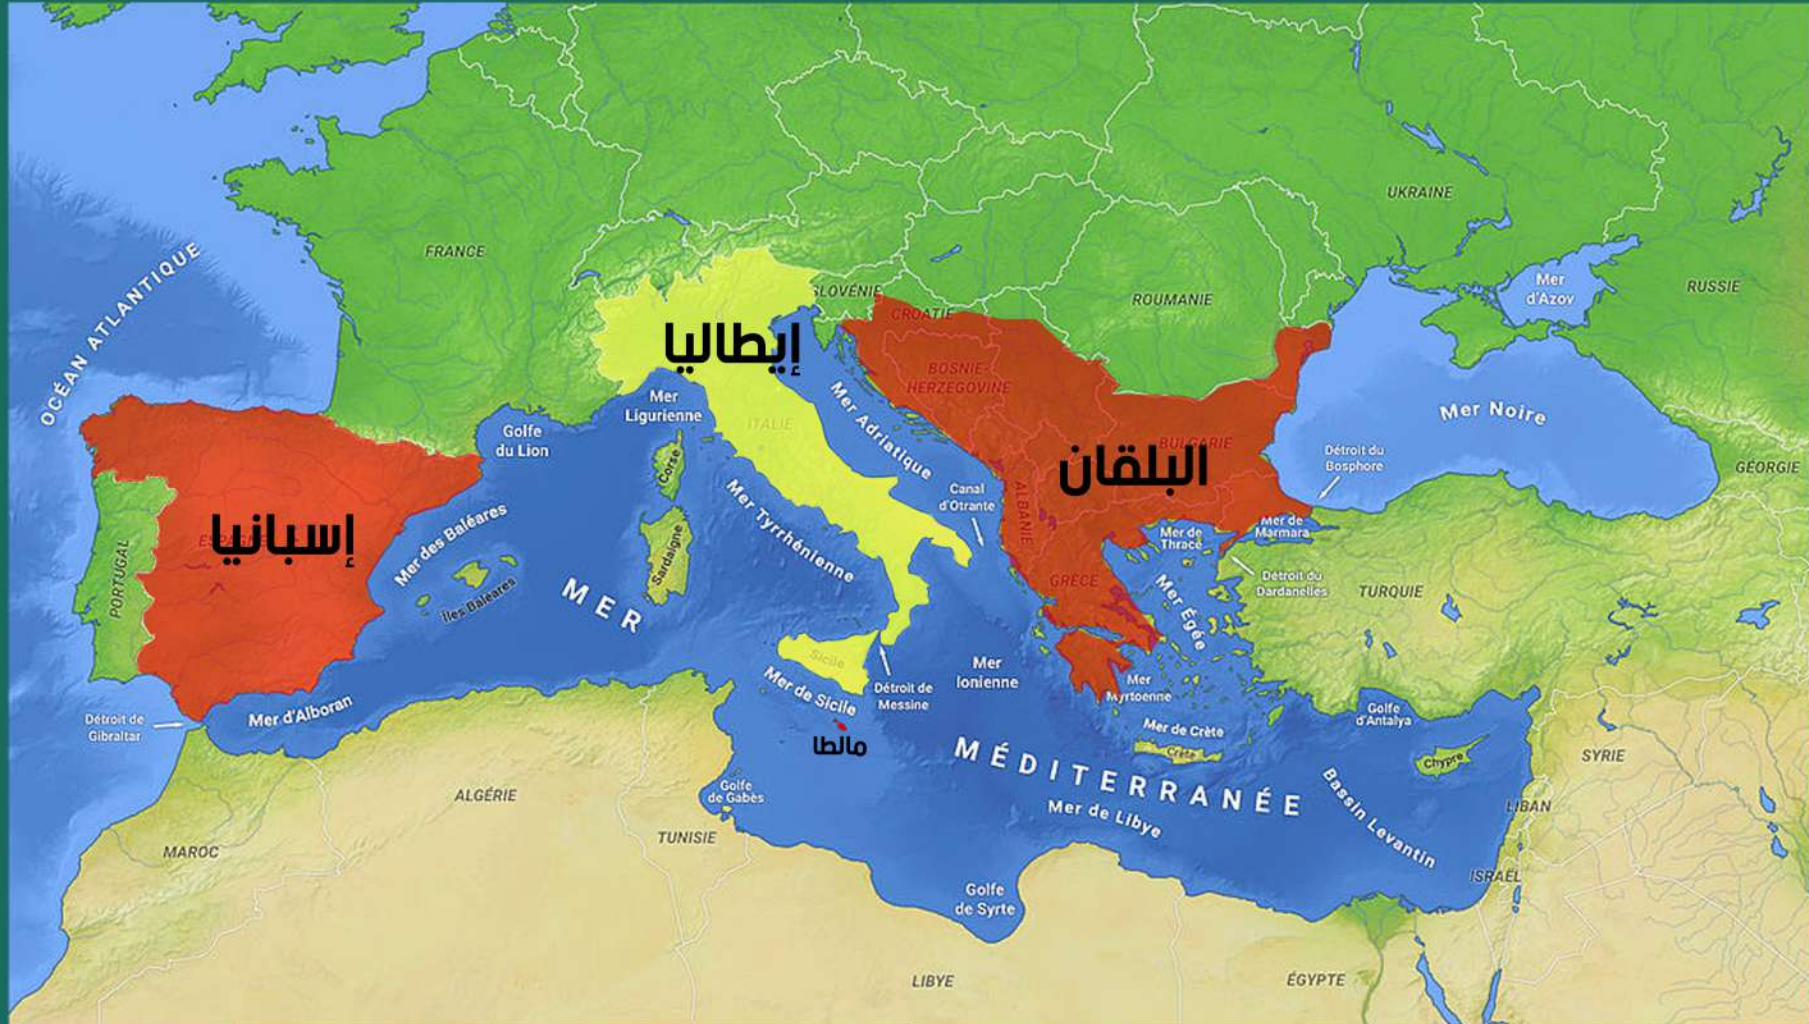 UKRAINE
FRANCE
OCÉAN ATLANTIQUE
SLOVÉNIE
ROUMANIE
Mer
d'Azov
RUSSIE
CROATIE
إيطاليا
BOSNIE-
HERZEGOVINE
Mer
Ligurienne
ITALIE
Mer Adriatique
Mer Noire
Golfe
du Lion
Corse
البلقان
BULGARIE
Détroit du
Bosphore
GÉORGIE
Mer Tyrrhénienne
Canal
d'Otrante
ALBANIE
إسبانيا
ESPAGNE
PORTUGAL
Mer des Baléares
Îles Baléares
Sardaigne
Mer de
Thrace
Mer de
Marmara
Détroit du
Dardanelles
TURQUIE
GRÈCE
Mer Égée
MER
Sicile
Mer
Ionienne
Mer
Myrtoenne
Détroit de
Messine
Mer de Sicile
مالطا
Détroit de
Gibraltar
Mer d'Alboran
Mer de Crète
Crète
Golfe
d'Antalya
Chypre
SYRIE
MÉDITERRANÉE
Mer de Libye
Bassin Levantin
LIBAN
ISRAËL
ALGÉRIE
Golfe
de Gabès
TUNISIE
MAROC
Golfe
de Syrte
LIBYE
ÉGYPTE